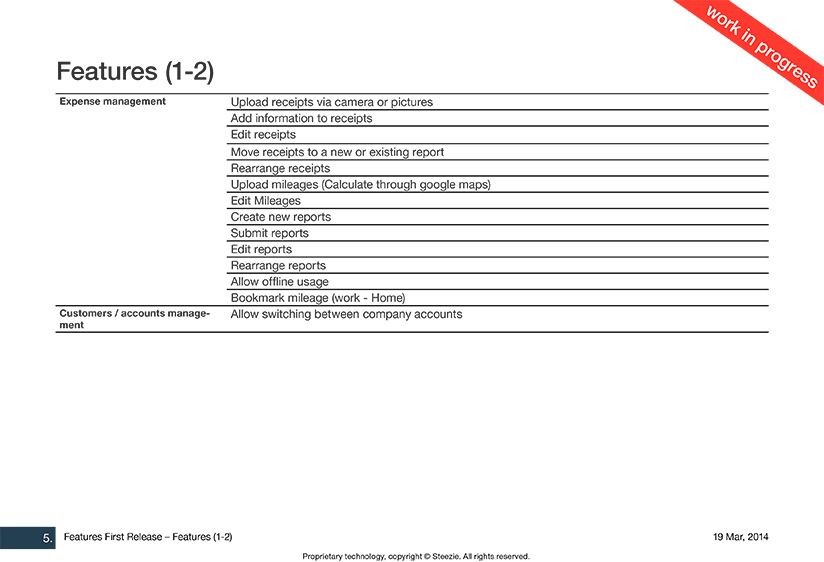 work in progress
Features (1-2)
Expense management
Upload receipts via camera or pictures
Add information to receipts
Edit receipts
Move receipts to a new or existing report
Rearrange receipts
Upload mileages (Calculate through google maps)
Edit Mileages
Create new reports
Submit reports
Edit reports
Rearrange reports
Allow offline usage
Bookmark mileage (work - Home)
Customers / accounts manage-
ment
Allow switching between company accounts
5.
Features First Release – Features (1-2)
19 Mar, 2014
Proprietary technology, copyright © Steezie. All rights reserved.